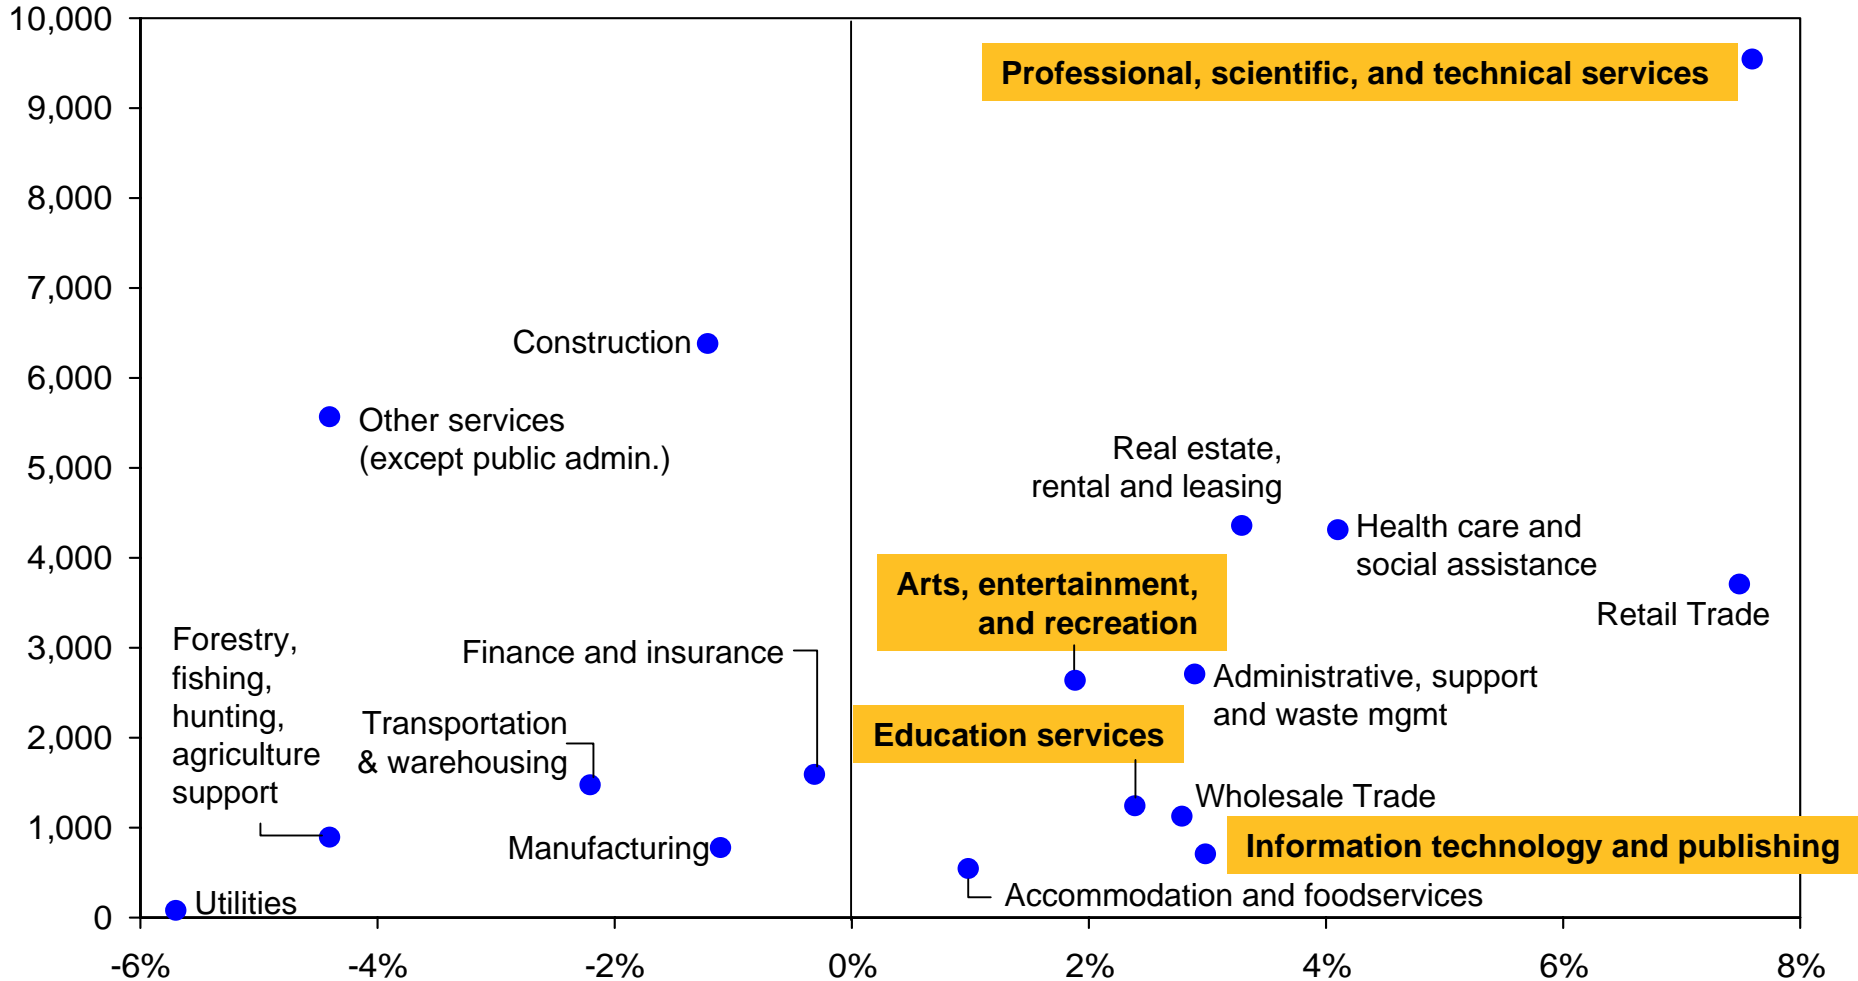 10,000
9,000
8,000
7,000
6,000
5,000
4,000
3,000
2,000
1,000
0
Professional, scientific, and technical services
Construction
Other services
(except public admin.)
Real estate,
rental and leasing
Health care and
social assistance
Retail Trade
Arts, entertainment,
and recreation
Administrative, support
and waste mgmt
Forestry,
fishing,
hunting,
agriculture
support
Finance and insurance
Transportation
& warehousing
Education services
Wholesale Trade
Manufacturing
Information technology and publishing
Accommodation and foodservices
Utilities
-6%
-4%
-2%
0%
2%
4%
6%
8%